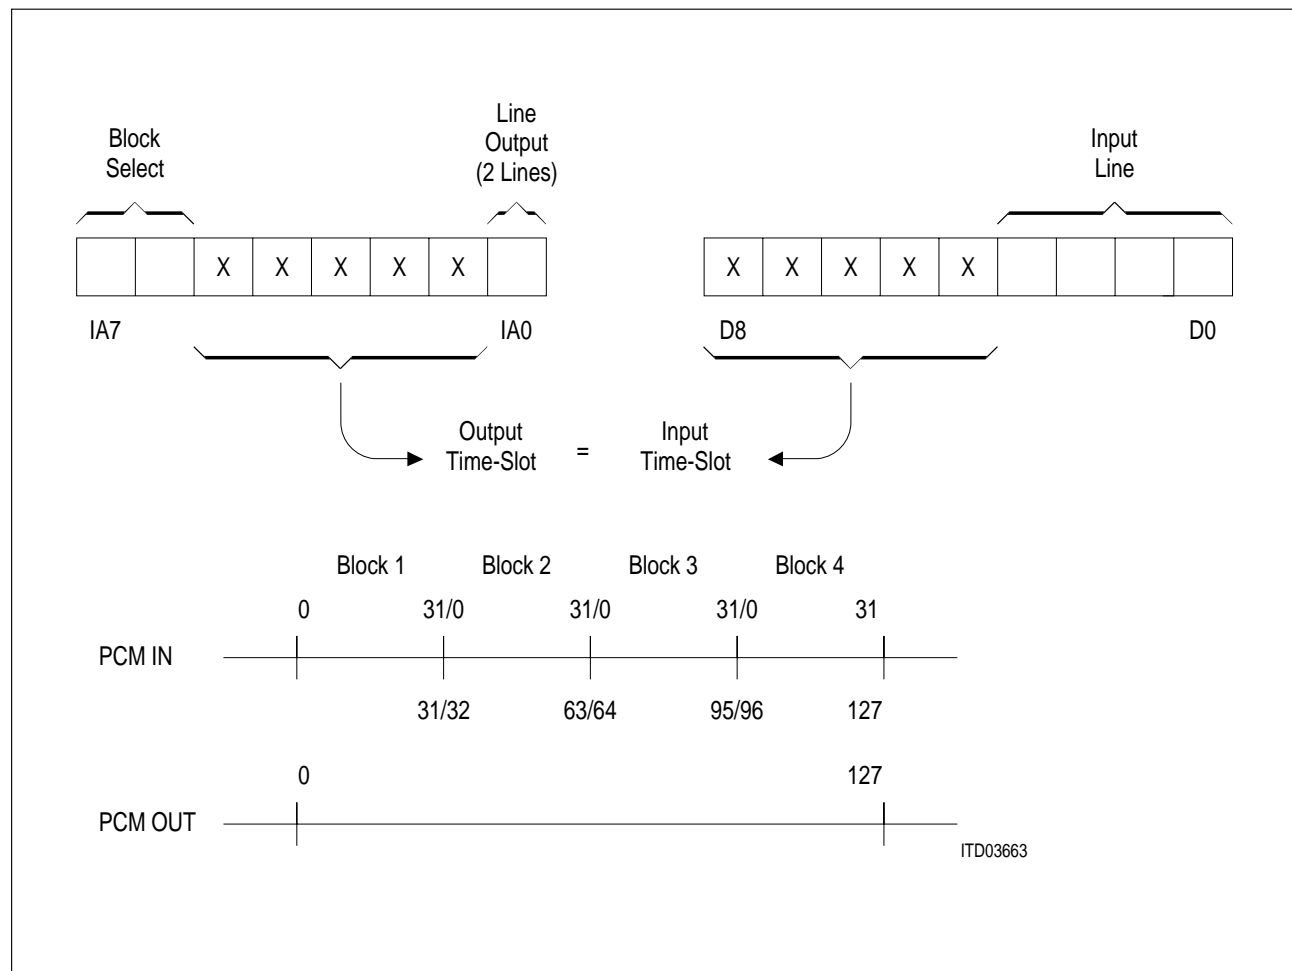 Block
Select
Line
Output
(2 Lines)
Input
Line
X X X X X
X X X X X
IA7 IA0 D8 D0
Output
Time-Slot
=
Input
Time-Slot
Block 1 Block 2 Block 3 Block 4
0 31/0 31/0 31/0 31
PCM IN
31/32 63/64 95/96 127
0 127
PCM OUT
ITD03663